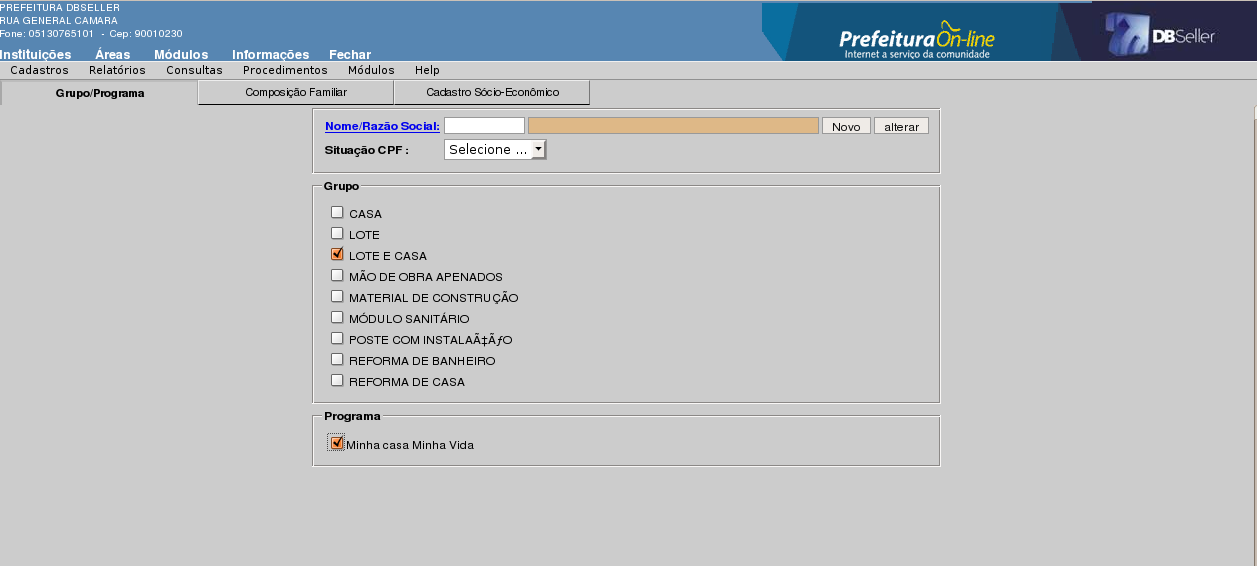 PREFEITURA DBSELLER
RUA GENERAL CAMARA
Fone: 05130765101 - Cep: 90010230
Instituições Áreas Módulos Informações Fechar
PrefeituraOn-line
Internet a serviço da comunidade
DBSeller
Cadastros Relatórios Consultas Procedimentos Módulos Help
Grupo/Programa Composição Familiar Cadastro Sócio-Econômico
Nome/Razão Social: Novo alterar
Situação CPF : Selecione ...
Grupo
CASA
LOTE
LOTE E CASA
MÃO DE OBRA APENADOS
MATERIAL DE CONSTRUÇÃO
MÓDULO SANITÁRIO
POSTE COM INSTALAÃ‡ÃƒO
REFORMA DE BANHEIRO
REFORMA DE CASA
Programa
Minha casa Minha Vida